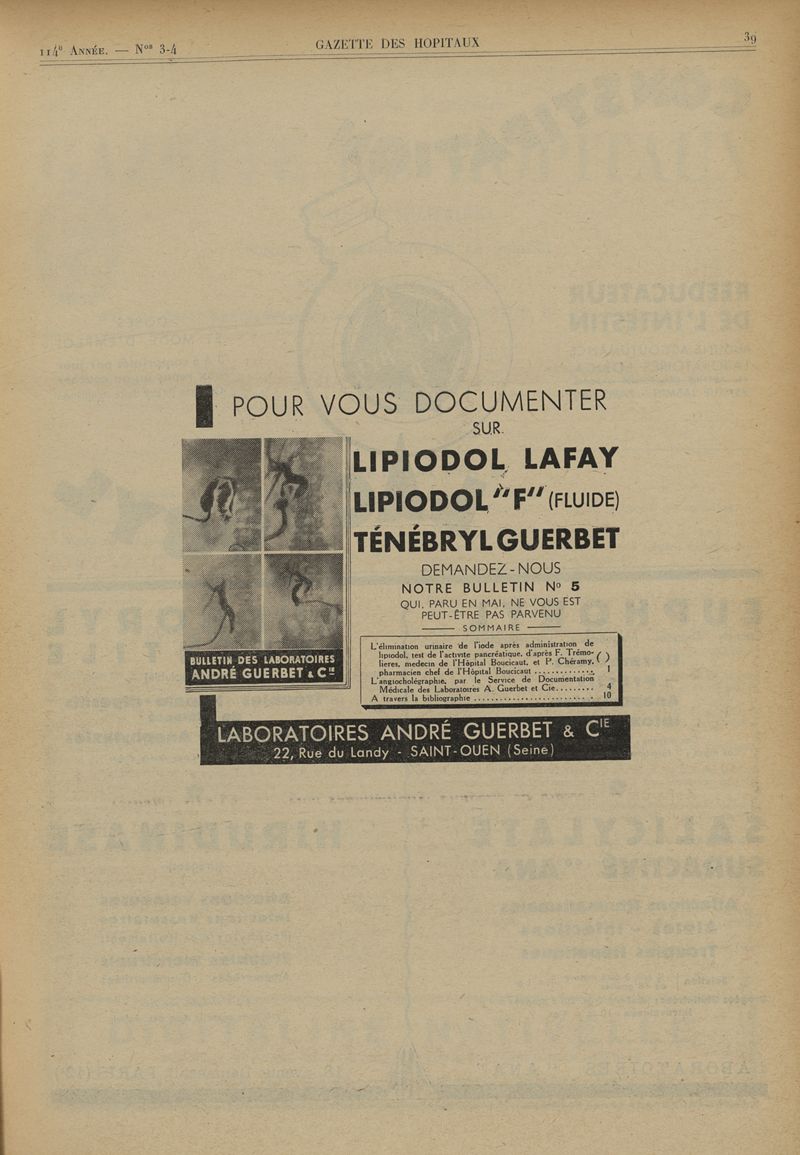 114e ANNÉE. — Nos 3-4
GAZETTE DES HOPITAUX
39
POUR VOUS DOCUMENTER
SUR
LIPIODOL LAFAY
LIPIODOL "F" (FLUIDE)
TÉNÉBRYL GUERBET
DEMANDEZ-NOUS
NOTRE BULLETIN No 5
QUI, PARU EN MAI, NE VOUS EST
PEUT-ÊTRE PAS PARVENU
SOMMAIRE
L'élimination urinaire de l'iode après administration de
lipiodol, test de l'activité pancréatique, d'après F. Trémo-
lieres, medecin de l'Hôpital Boucicaut, et P. Chéramy,
pharmacien chef de l'Hôpital Boucicaut............. 1
L'angiocholégraphie, par le Service de Documentation
Médicale des Laboratoires A. Guerbet et Cie......... 4
A travers la bibliographie .......................... 10
BULLETIN DES LABORATOIRES
ANDRÉ GUERBET & Cie
LABORATOIRES ANDRÉ GUERBET & CIE
22, Rue du Landy - SAINT-OUEN (Seine)